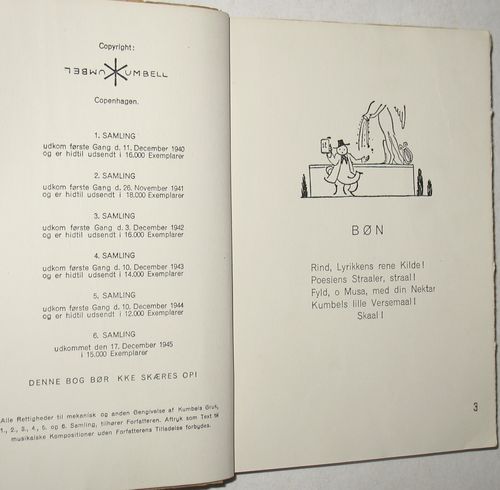 Copyright:
KUMBELL KUMBELL
Copenhagen.
1. SAMLING
udkom første Gang d. 11. December 1940
og er hidtil udsendt i 16.000 Exemplarer
2. SAMLING
udkom første Gang d. 26. November 1941
og er hidtil udsendt i 18.000 Exemplarer
3. SAMLING
udkom første Gang d. 3. December 1942
og er hidtil udsendt i 16.000 Exemplarer
4. SAMLING
udkom første Gang d. 10. December 1943
og er hidtil udsendt i 14.000 Exemplarer
5. SAMLING
udkom første Gang d. 10. December 1944
og er hidtil udsendt i 12.000 Exemplarer
6. SAMLING
udkommet den 17. December 1945
i 15.000 Exemplarer
DENNE BOG BØR KKE SKÆRES OP!
Alle Rettigheder til mekanisk og anden Gengivelse af Kumbels Gruk,
1., 2., 3., 4., 5. og 6. Samling, tilhører Forfatteren. Aftryk som Text til
musikalske Kompositioner uden Forfatterens Tilladelse forbydes.
BØN
Rind, Lyrikkens rene Kilde!
Poesiens Straaler, straal!
Fyld, o Musa, med din Nektar
Kumbels lille Versemaal!
Skaal!
3